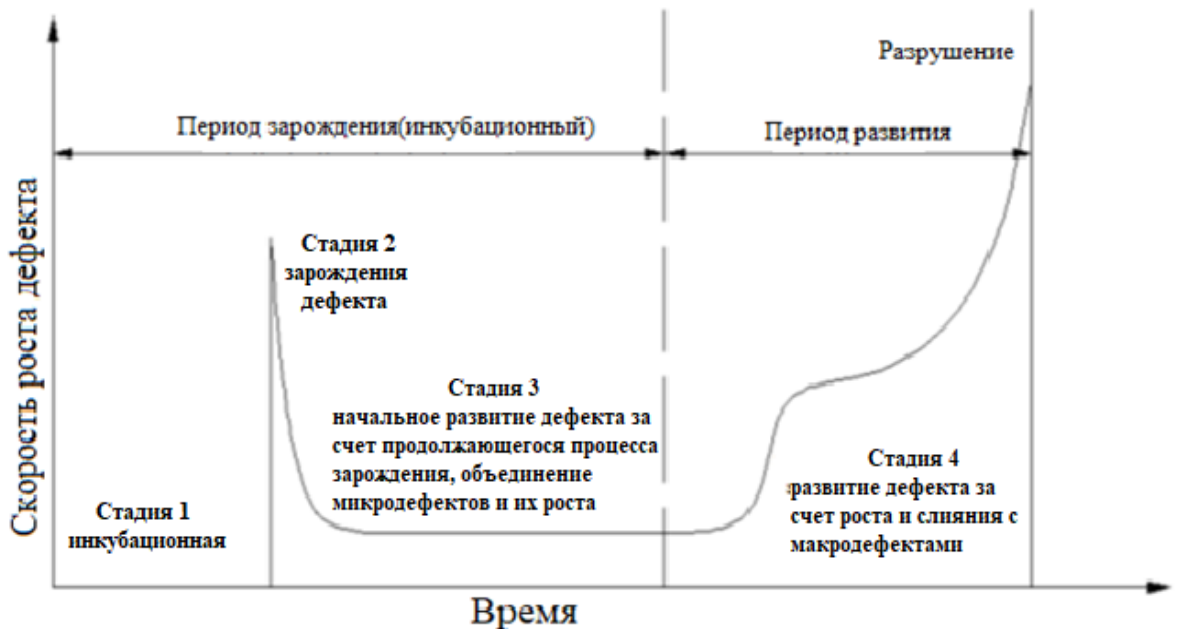 Разрушение
Период зарождения(инкубационный)
Период развития
Скорость роста дефекта
Стадия 1
инкубационная
Стадия 2
зарождения
дефекта
Стадия 3
начальное развитие дефекта за
счет продолжающегося процесса
зарождения, объединение
микродефектов и их роста
Стадия 4
развитие дефекта за
счет роста и слияния с
макродефектами
Время